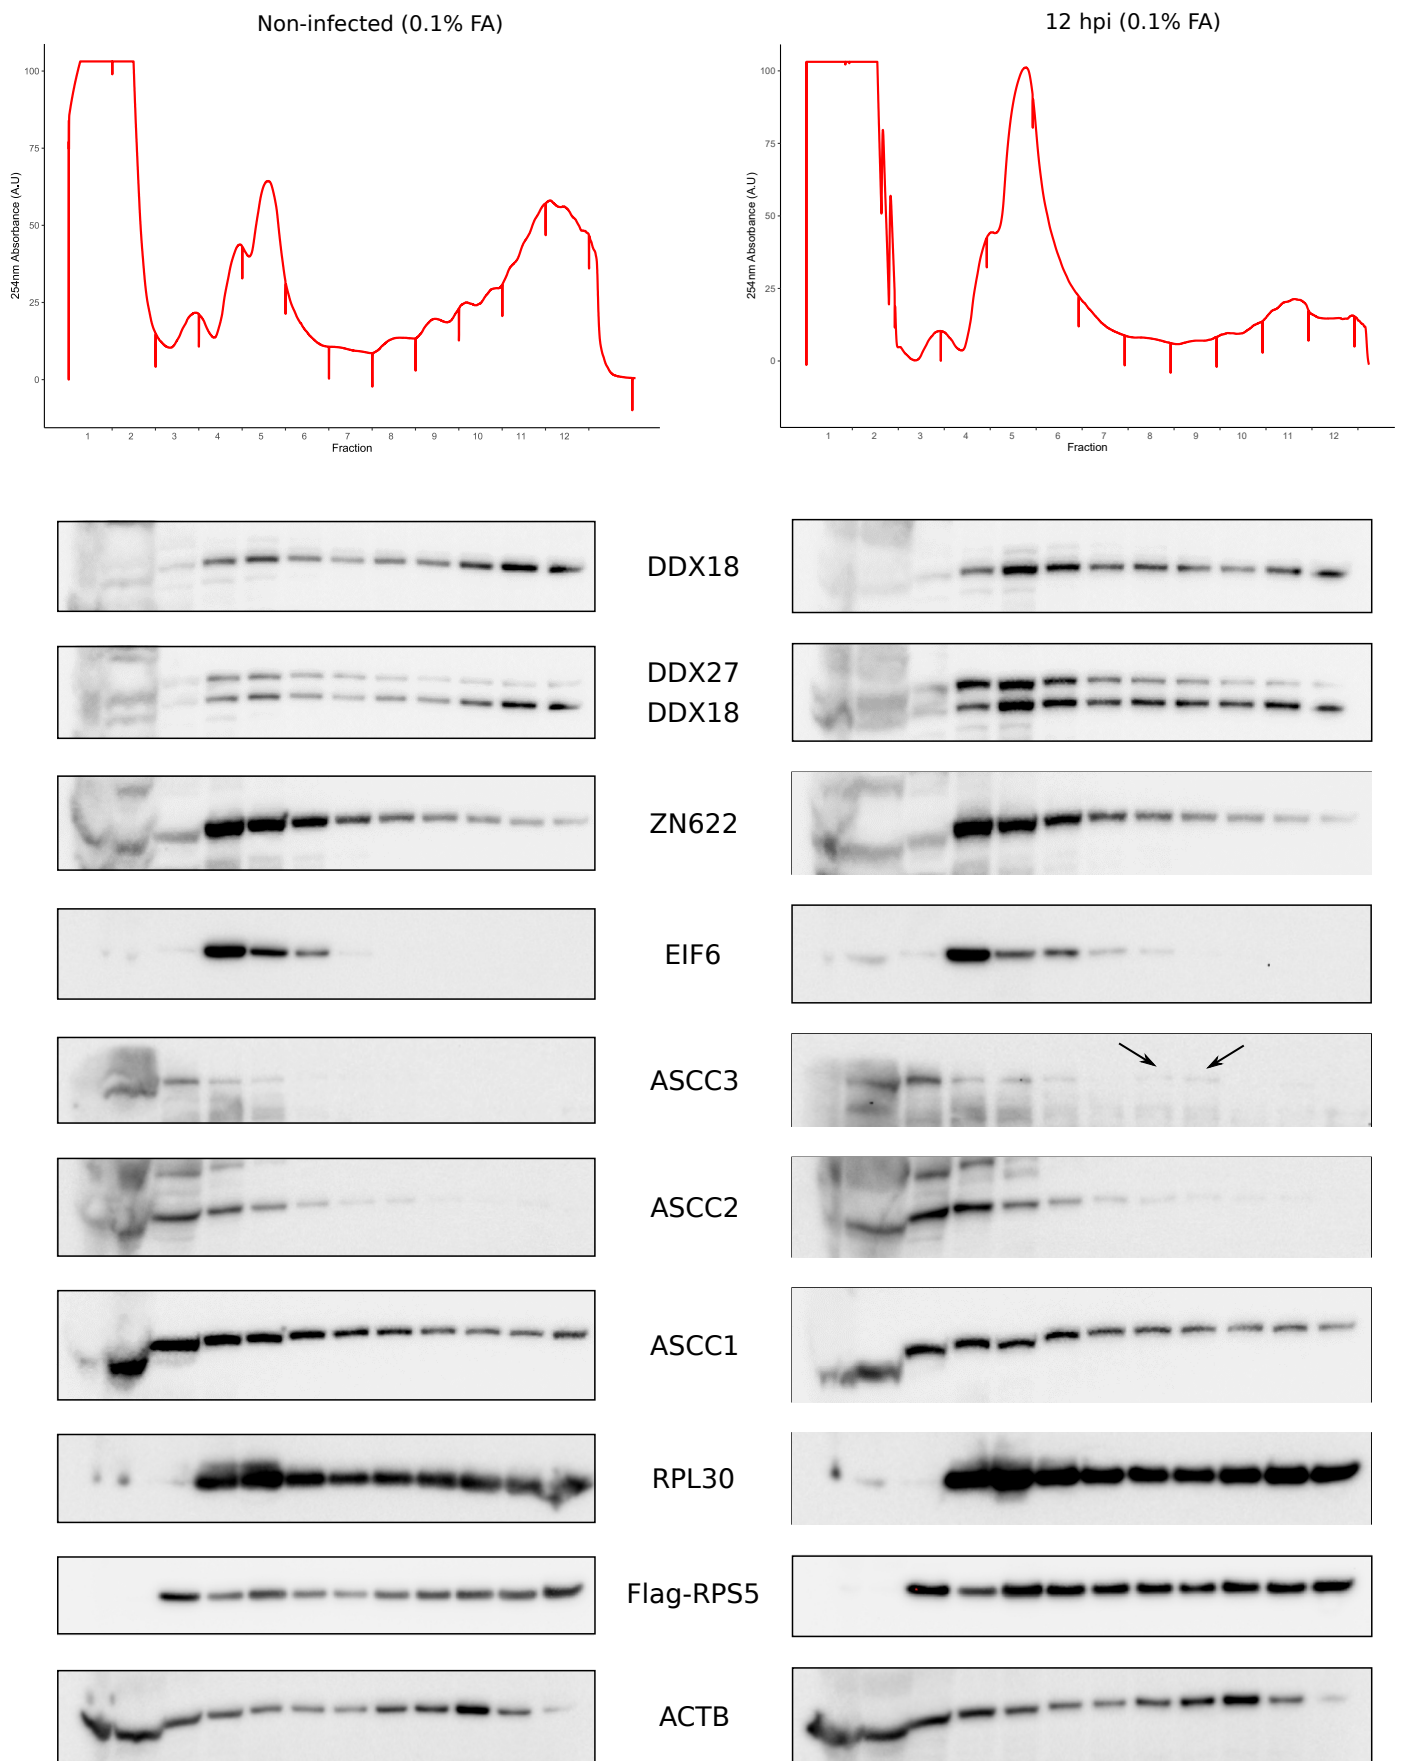 Non-infected (0.1% FA)
12 hpi (0.1% FA)
254nm Absorbance (A.U)
100
75
50
25
0
1 2 3 4 5 6 7 8 9 10 11 12
Fraction
254nm Absorbance (A.U)
100
75
50
25
0
1 2 3 4 5 6 7 8 9 10 11 12
Fraction
DDX18
DDX27
DDX18
ZN622
EIF6
ASCC3
ASCC2
ASCC1
RPL30
Flag-RPS5
ACTB